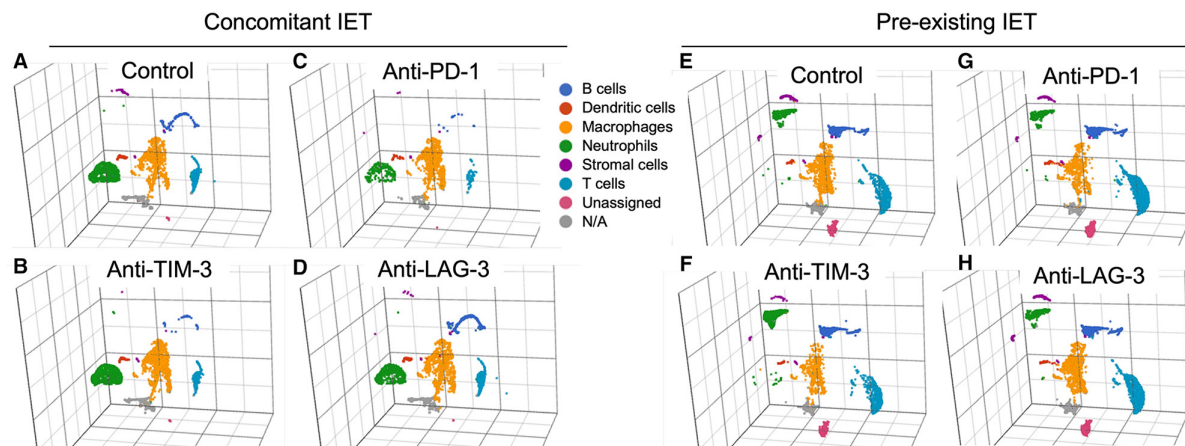 Concomitant IET
Pre-existing IET
A
Control
C
Anti-PD-1
B cells
Dendritic cells
Macrophages
Neutrophils
Stromal cells
T cells
Unassigned
N/A
E
Control
G
Anti-PD-1
B
Anti-TIM-3
D
Anti-LAG-3
F
Anti-TIM-3
H
Anti-LAG-3